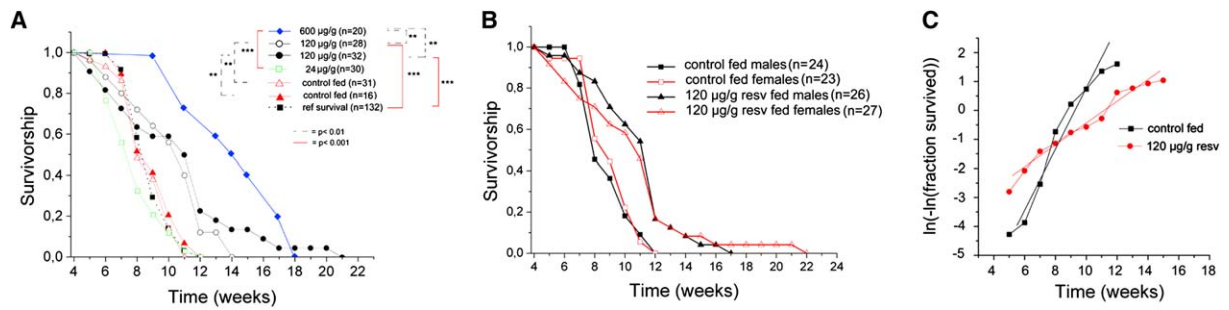 A
600 µg/g (n=20)
120 µg/g (n=28)
120 µg/g (n=32)
24 µg/g (n=30)
control fed (n=31)
control fed (n=16)
ref survival (n=132)
** ** *** ** ** *** ***
= p< 0.01
= p< 0.001
Survivorship
1,0
0,8
0,6
0,4
0,2
0,0
4 6 8 10 12 14 16 18 20 22
Time (weeks)
B
control fed males (n=24)
control fed females (n=23)
120 µg/g resv fed males (n=26)
120 µg/g resv fed females (n=27)
Survivorship
1,0
0,8
0,6
0,4
0,2
0,0
4 6 8 10 12 14 16 18 20 22 24
Time (weeks)
C
ln(-ln(fraction survived))
2
1
0
-1
-2
-3
-4
-5
control fed
120 µg/g resv
4 6 8 10 12 14 16 18
Time (weeks)